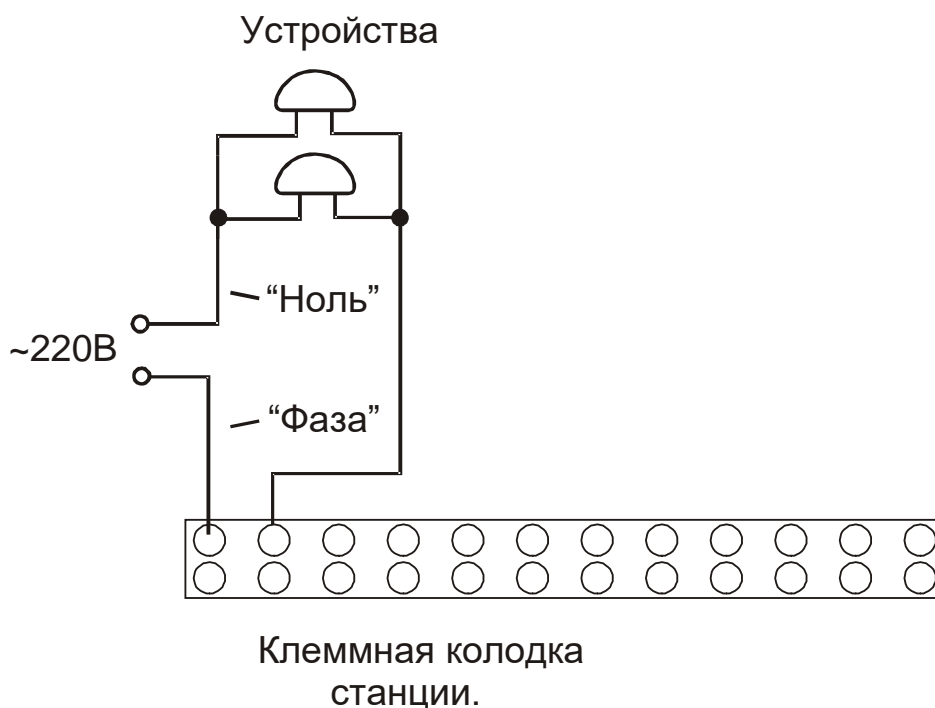 Устройства
“Ноль”
~220В
“Фаза”
Клеммная колодка
станции.